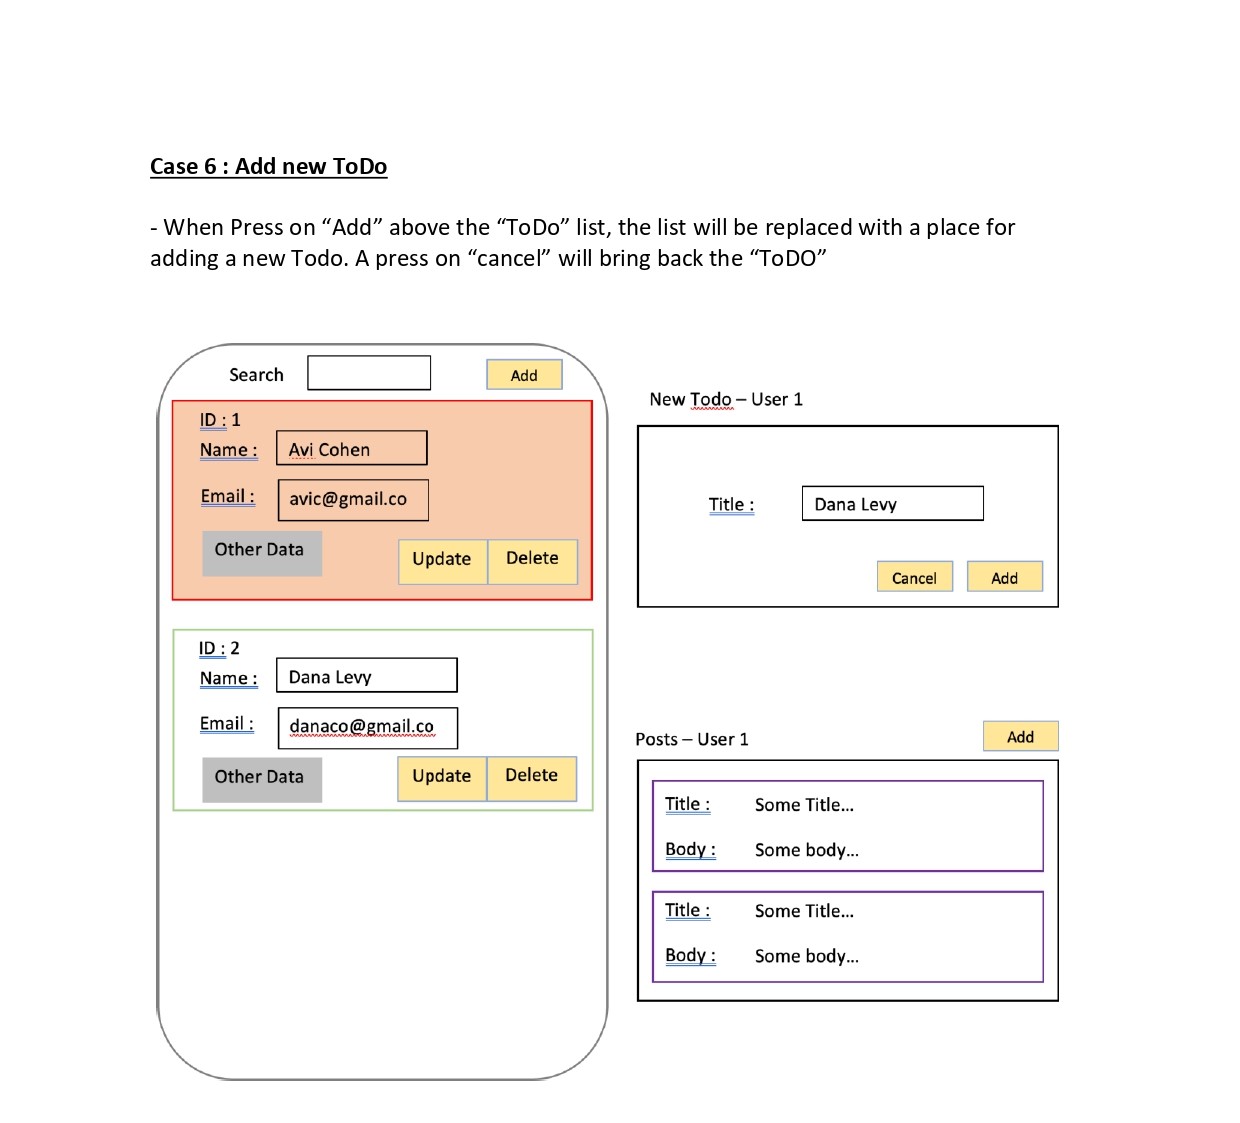 Case 6 : Add new ToDo
- When Press on “Add” above the “ToDo” list, the list will be replaced with a place for
adding a new Todo. A press on “cancel” will bring back the “ToDO”
Search
Add
ID : 1
Name : Avi Cohen
Email : avic@gmail.co
Other Data
Update Delete
ID : 2
Name : Dana Levy
Email : danaco@gmail.co
Other Data
Update Delete
New Todo – User 1
Title : Dana Levy
Cancel Add
Posts – User 1
Add
Title : Some Title...
Body : Some body...
Title : Some Title...
Body : Some body...